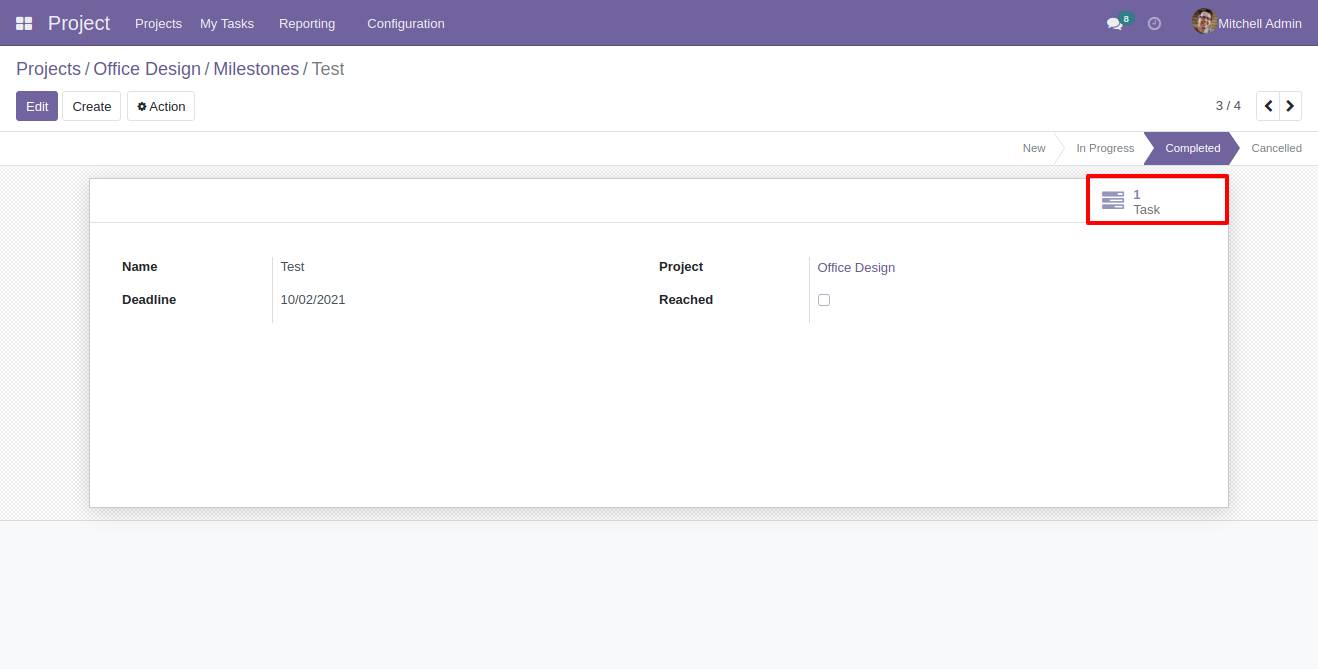 Project Projects My Tasks Reporting Configuration 8 Mitchell Admin
Projects / Office Design / Milestones / Test
Edit Create Action 3 / 4
New In Progress Completed Cancelled
1
Task
Name Test Project Office Design
Deadline 10/02/2021 Reached